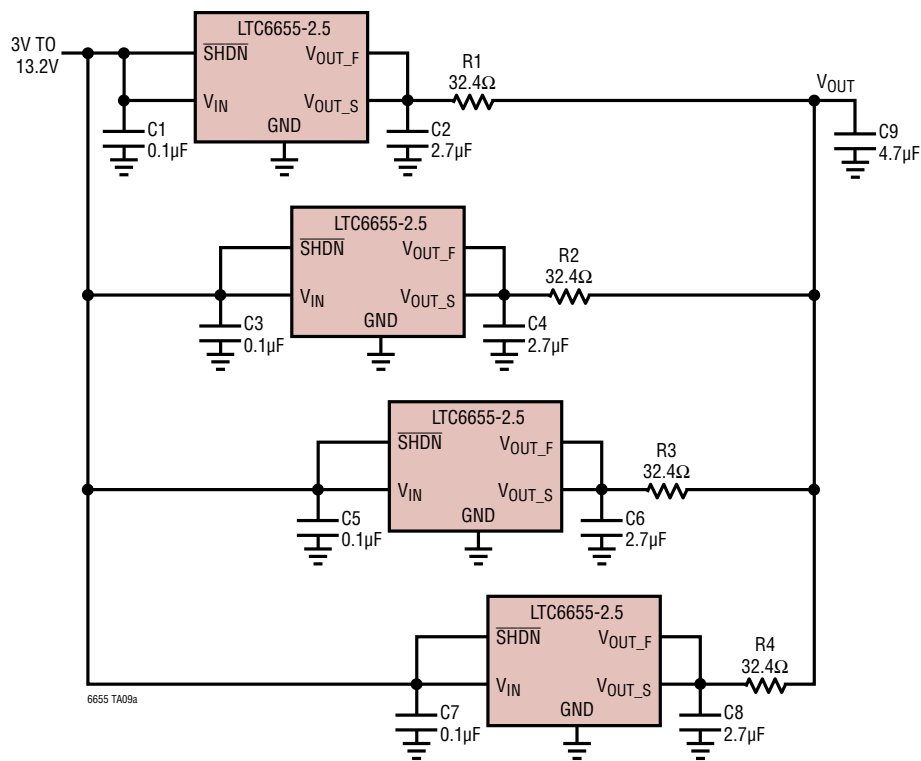 3V TO
13.2V
LTC6655-2.5
SHDN
VOUT_F
VIN
VOUT_S
GND
C1
0.1µF
C2
2.7µF
R1
32.4Ω
VOUT
C9
4.7µF
LTC6655-2.5
SHDN
VOUT_F
VIN
VOUT_S
GND
C3
0.1µF
C4
2.7µF
R2
32.4Ω
LTC6655-2.5
SHDN
VOUT_F
VIN
VOUT_S
GND
C5
0.1µF
C6
2.7µF
R3
32.4Ω
LTC6655-2.5
SHDN
VOUT_F
VIN
VOUT_S
GND
C7
0.1µF
C8
2.7µF
R4
32.4Ω
6655 TA09a